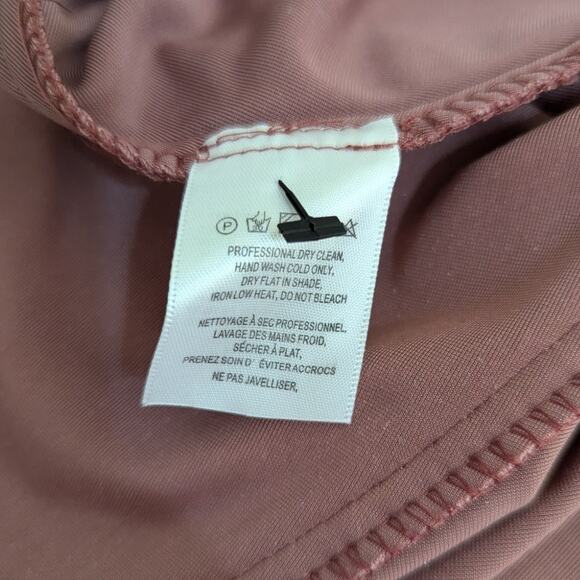 P
PROFESSIONAL DRY CLEAN,
HAND WASH COLD ONLY,
DRY FLAT IN SHADE,
IRON LOW HEAT, DO NOT BLEACH
NETTOYAGE À SEC PROFESSIONNEL.
LAVAGE DES MAINS FROID,
SÉCHER À PLAT,
PRENEZ SOIN D' ÉVITER ACCROCS
NE PAS JAVELLISER,